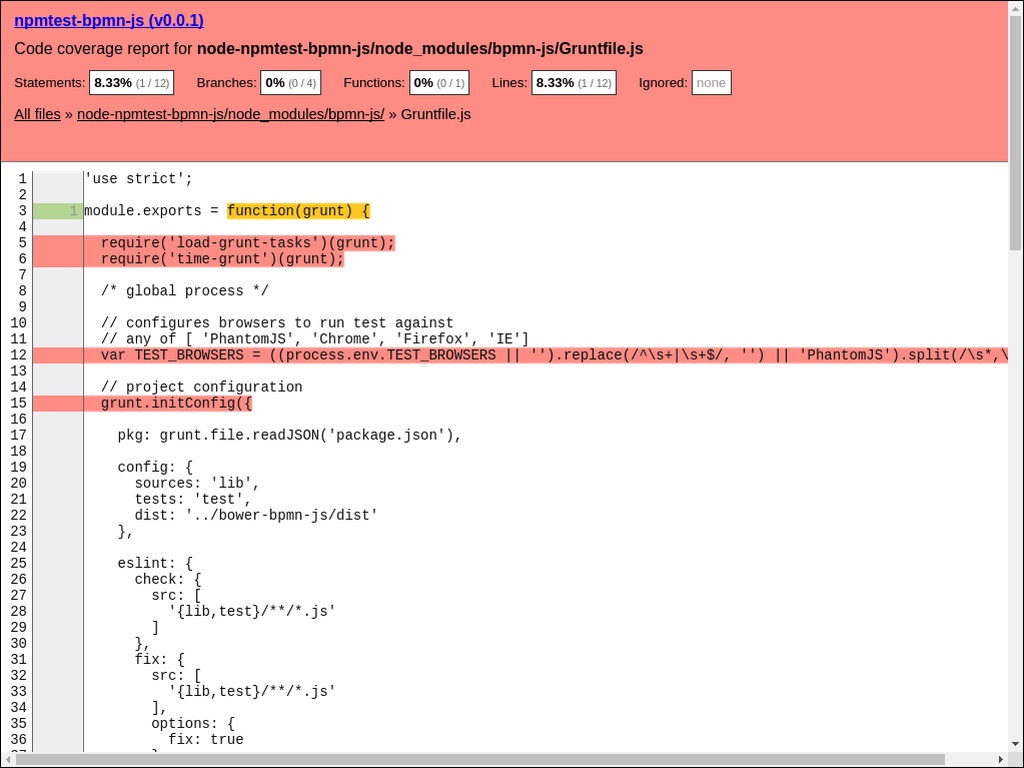 npmtest-bpmn-js (v0.0.1)
Code coverage report for node-npmtest-bpmn-js/node_modules/bpmn-js/Gruntfile.js
Statements: 8.33% (1 / 12) Branches: 0% (0 / 4) Functions: 0% (0 / 1) Lines: 8.33% (1 / 12) Ignored: none
All files » node-npmtest-bpmn-js/node_modules/bpmn-js/ » Gruntfile.js
1 'use strict';
2
3 1 module.exports = function(grunt) {
4
5 require('load-grunt-tasks')(grunt);
6 require('time-grunt')(grunt);
7
8 /* global process */
9
10 // configures browsers to run test against
11 // any of [ 'PhantomJS', 'Chrome', 'Firefox', 'IE']
12 var TEST_BROWSERS = ((process.env.TEST_BROWSERS || '').replace(/^\s+|\s+$/, '') || 'PhantomJS').split(/\s*,\
13
14 // project configuration
15 grunt.initConfig({
16
17 pkg: grunt.file.readJSON('package.json'),
18
19 config: {
20 sources: 'lib',
21 tests: 'test',
22 dist: '../bower-bpmn-js/dist'
23 },
24
25 eslint: {
26 check: {
27 src: [
28 '{lib,test}/**/*.js'
29 ]
30 },
31 fix: {
32 src: [
33 '{lib,test}/**/*.js'
34 ],
35 options: {
36 fix: true